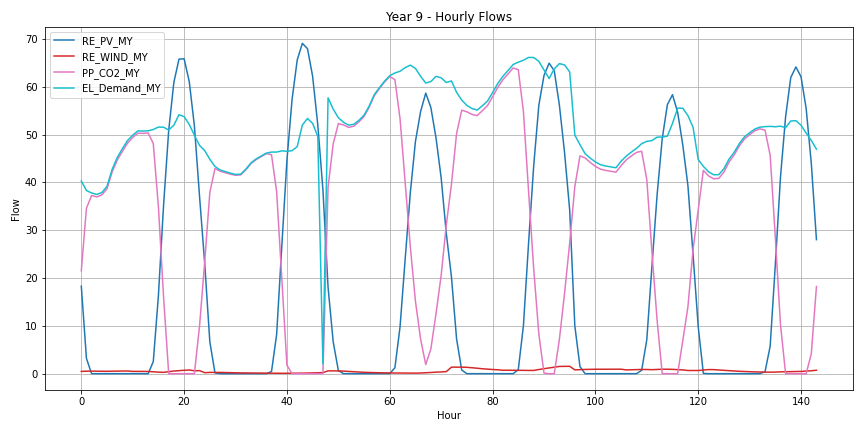 Year 9 - Hourly Flows
RE_PV_MY
RE_WIND_MY
PP_CO2_MY
EL_Demand_MY
70
60
50
40
30
20
10
0
Flow
0 20 40 60 80 100 120 140
Hour